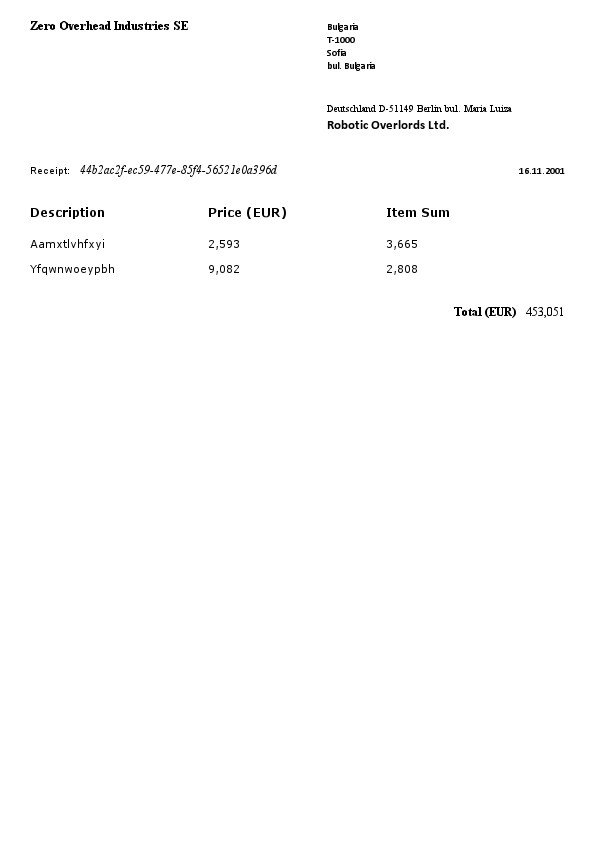 Zero Overhead Industries SE
Bulgaria
T-1000
Sofia
bul. Bulgaria
Deutschland D-51149 Berlin bul. Maria Luiza
Robotic Overlords Ltd.
Receipt: 44b2ac2f-ec59-477e-85f4-56521e0a396d 16.11.2001
Description Price (EUR) Item Sum
Aamxtlvhfxyi 2,593 3,665
Yfqwnwoeypbh 9,082 2,808
Total (EUR) 453,051